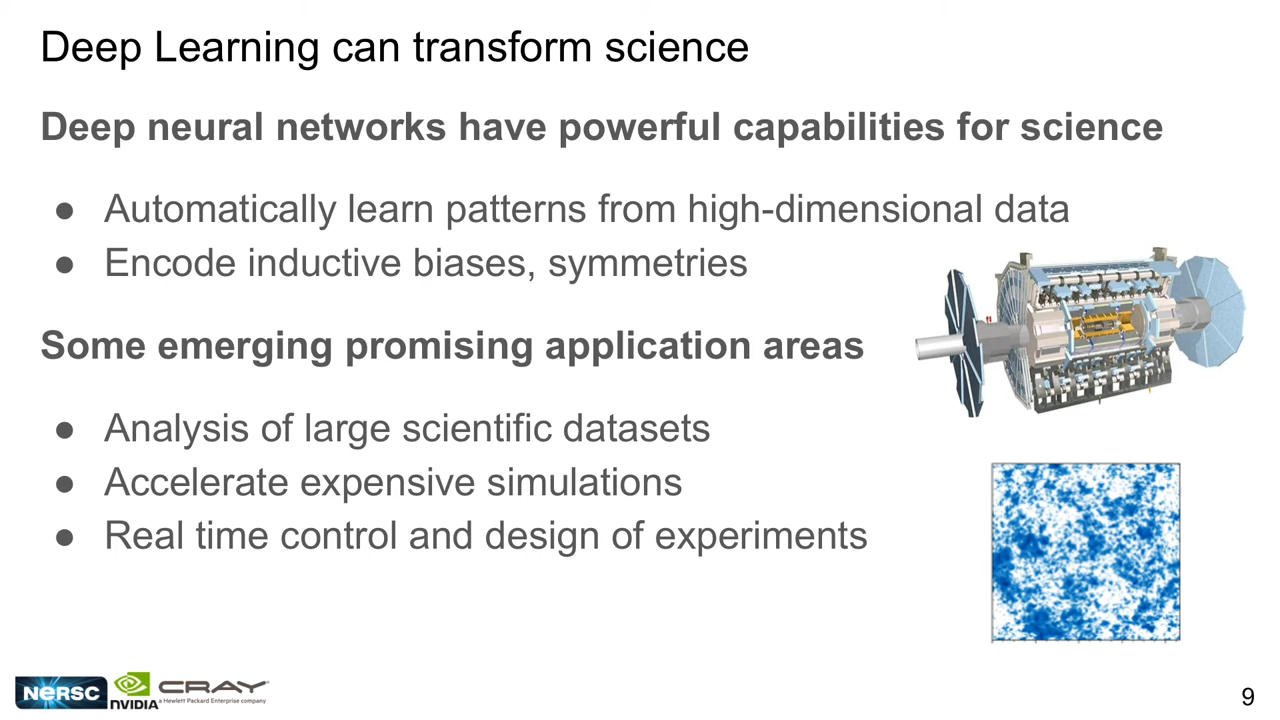 Deep Learning can transform science
Deep neural networks have powerful capabilities for science
● Automatically learn patterns from high-dimensional data
● Encode inductive biases, symmetries
Some emerging promising application areas
● Analysis of large scientific datasets
● Accelerate expensive simulations
● Real time control and design of experiments
NERSC
NVIDIA
CRAY
a Hewlett Packard Enterprise company
9